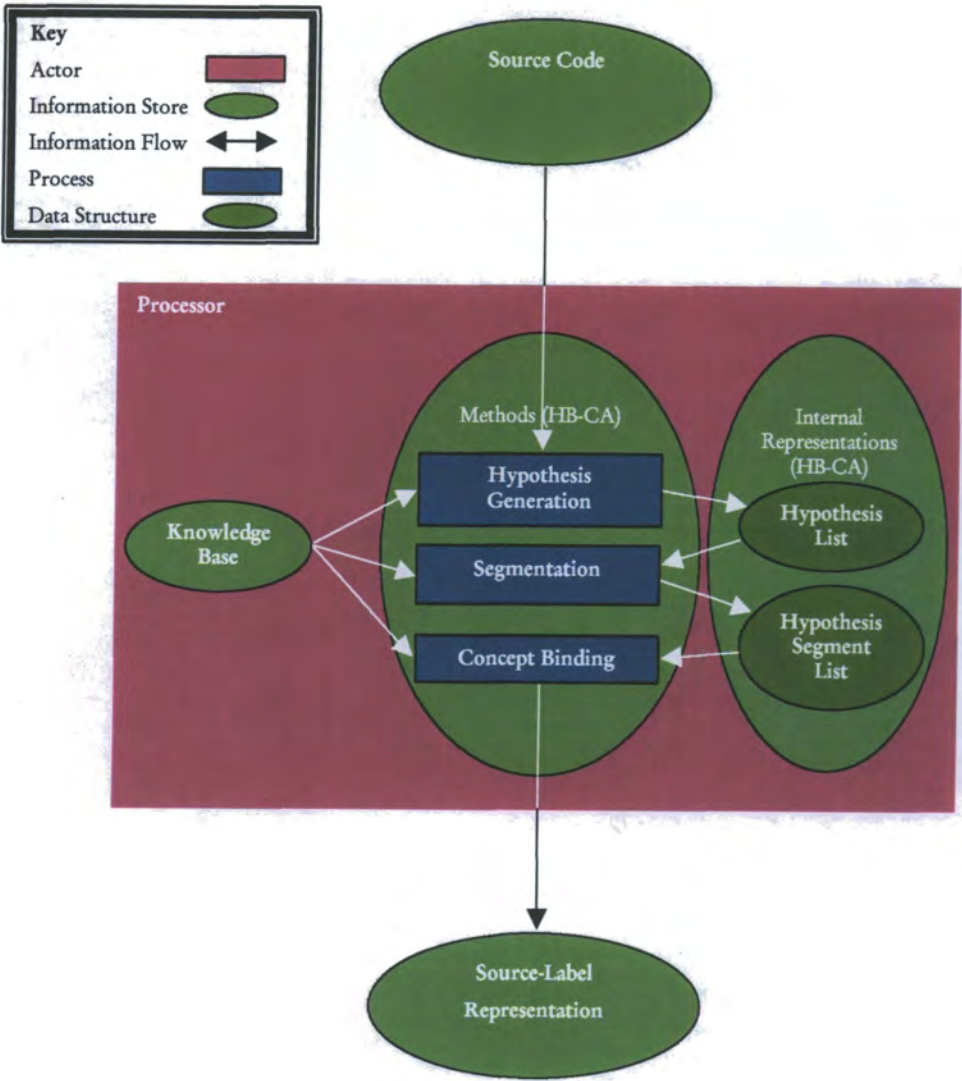 Key
Actor
Information Store
Information Flow
Process
Data Structure
Source Code
Processor
Methods (HB-CA)
Internal
Representations
(HB-CA)
Hypothesis
Generation
Hypothesis
List
Knowledge
Base
Segmentation
Hypothesis
Segment
List
Concept Binding
Source-Label
Representation